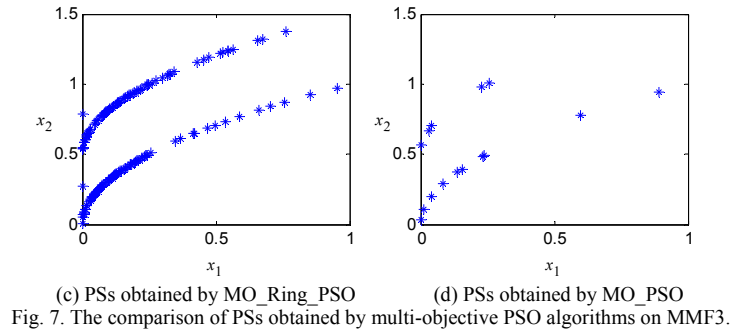 1.5
1
x2
0.5
0
0 0.5 1
x1
1.5
1
x2
0.5
0
0 0.5 1
x1
(c) PSs obtained by MO_Ring_PSO (d) PSs obtained by MO_PSO
Fig. 7. The comparison of PSs obtained by multi-objective PSO algorithms on MMF3.